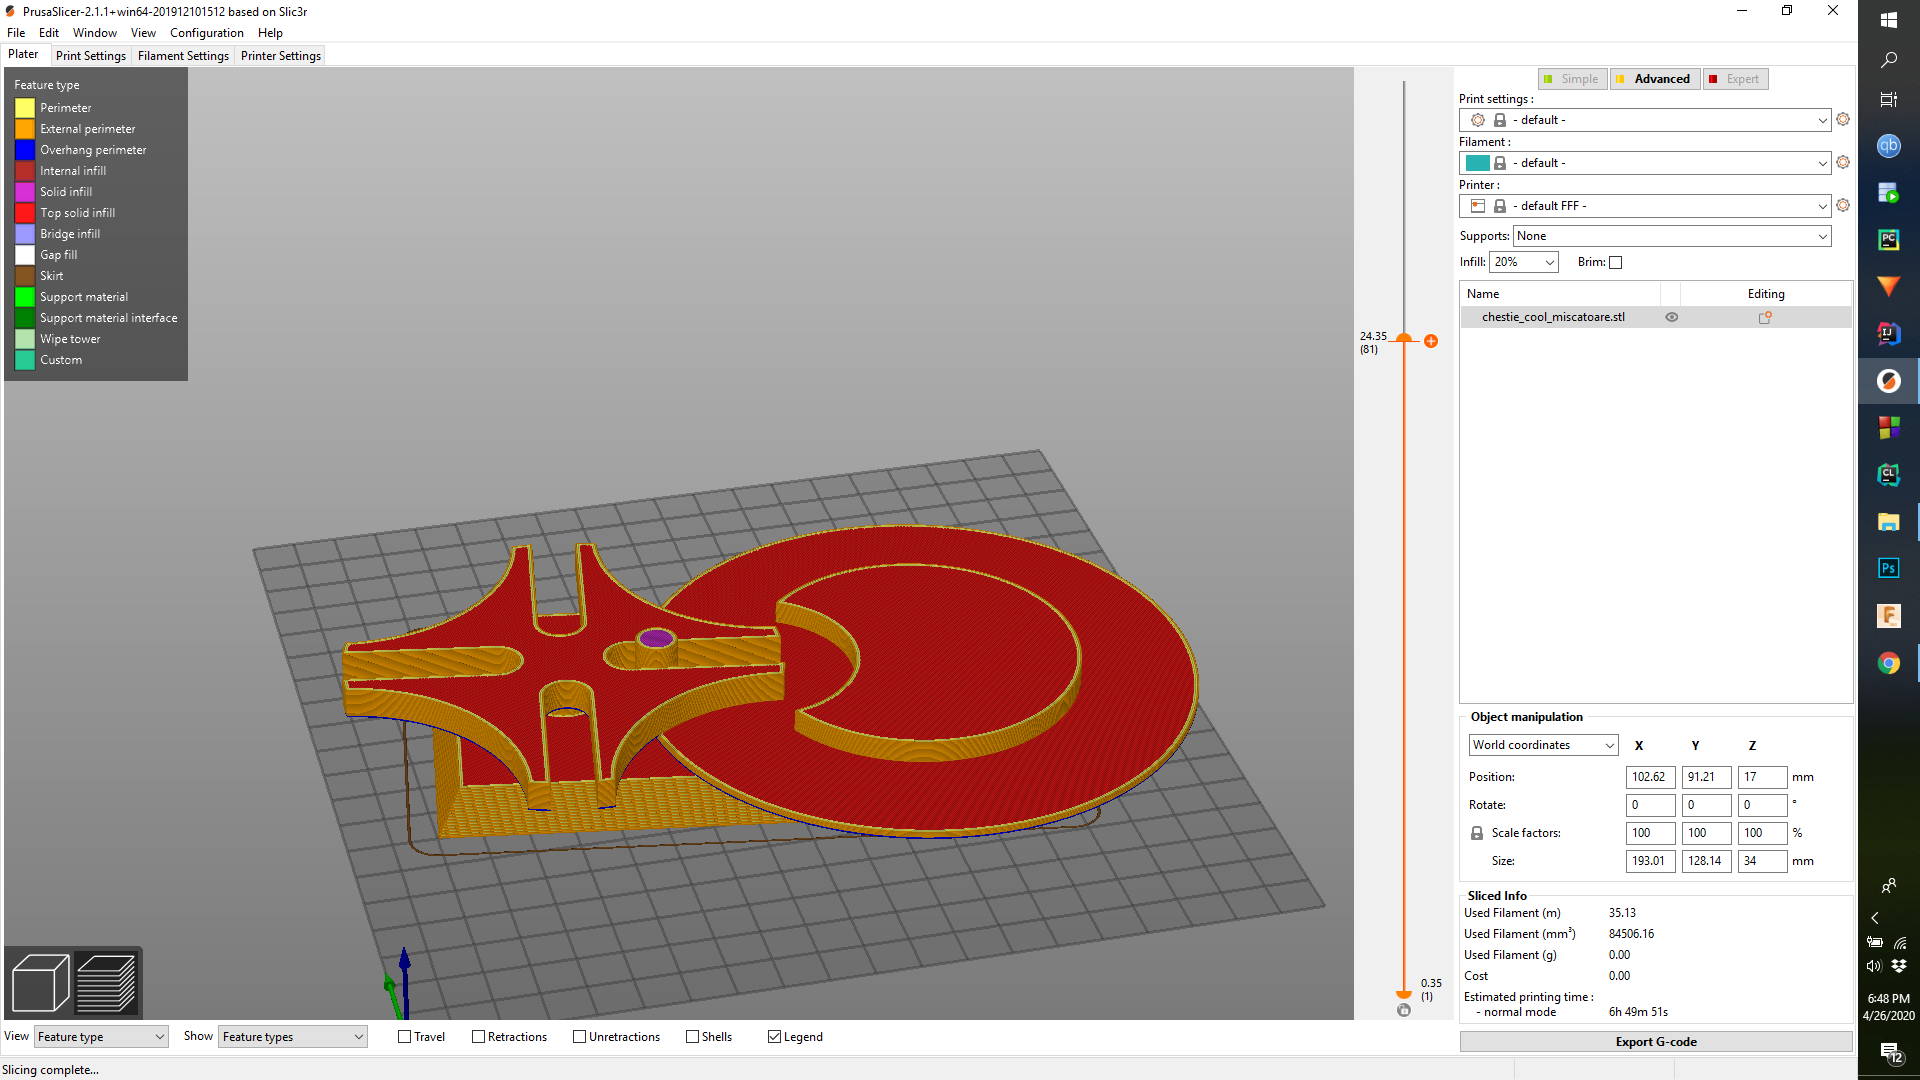 PrusaSlicer-2.1.1+win64-201912101512 based on Slic3r
File Edit Window View Configuration Help
Plater Print Settings Filament Settings Printer Settings
Feature type
Perimeter
External perimeter
Overhang perimeter
Internal infill
Solid infill
Top solid infill
Bridge infill
Gap fill
Skirt
Support material
Support material interface
Wipe tower
Custom
24.35
(81)
0.35
(1)
Simple Advanced Expert
Print settings :
- default -
Filament :
- default -
Printer :
- default FFF -
Supports: None
Infill: 20% Brim:
Name Editing
chestie_cool_miscatoare.stl
Object manipulation
World coordinates X Y Z
Position: 102.62 91.21 17 mm
Rotate: 0 0 0 °
Scale factors: 100 100 100 %
Size: 193.01 128.14 34 mm
Sliced Info
Used Filament (m) 35.13
Used Filament (mm³) 84506.16
Used Filament (g) 0.00
Cost 0.00
Estimated printing time :
- normal mode 6h 49m 51s
Export G-code
View Feature type Show Feature types Travel Retractions Unretractions Shells Legend
Slicing complete...
qb
PC
IJ
CL
Ps
F
6:48 PM
4/26/2020
12